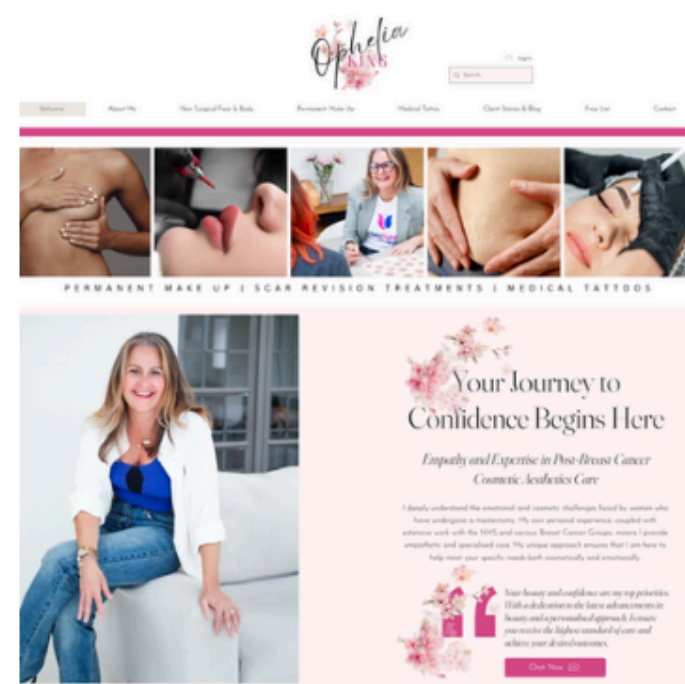 Ophelia
KING
Log In
Search...
Welcome
About Me
Non Surgical Face & Body
Permanent Make Up
Medical Tattoo
Client Stories & Blog
Price List
Contact
PERMANENT MAKE UP | SCAR REVISION TREATMENTS | MEDICAL TATTOOS
Your Journey to
Confidence Begins Here
Empathy and Expertise in Post-Breast Cancer
Cosmetic Aesthetics Care
I deeply understand the emotional and cosmetic challenges faced by women who
have undergone a mastectomy. My own personal experience, coupled with
extensive work with the NHS and various Breast Cancer Groups, means I provide
empathetic and specialised care. My unique approach ensures that I am here to
help meet your specific needs both cosmetically and emotionally.
Your beauty and confidence are my top priorities.
With a dedication to the latest advancements in
beauty and a personalised approach, I ensure
you receive the highest standard of care and
achieve your desired outcomes.
Chat Now